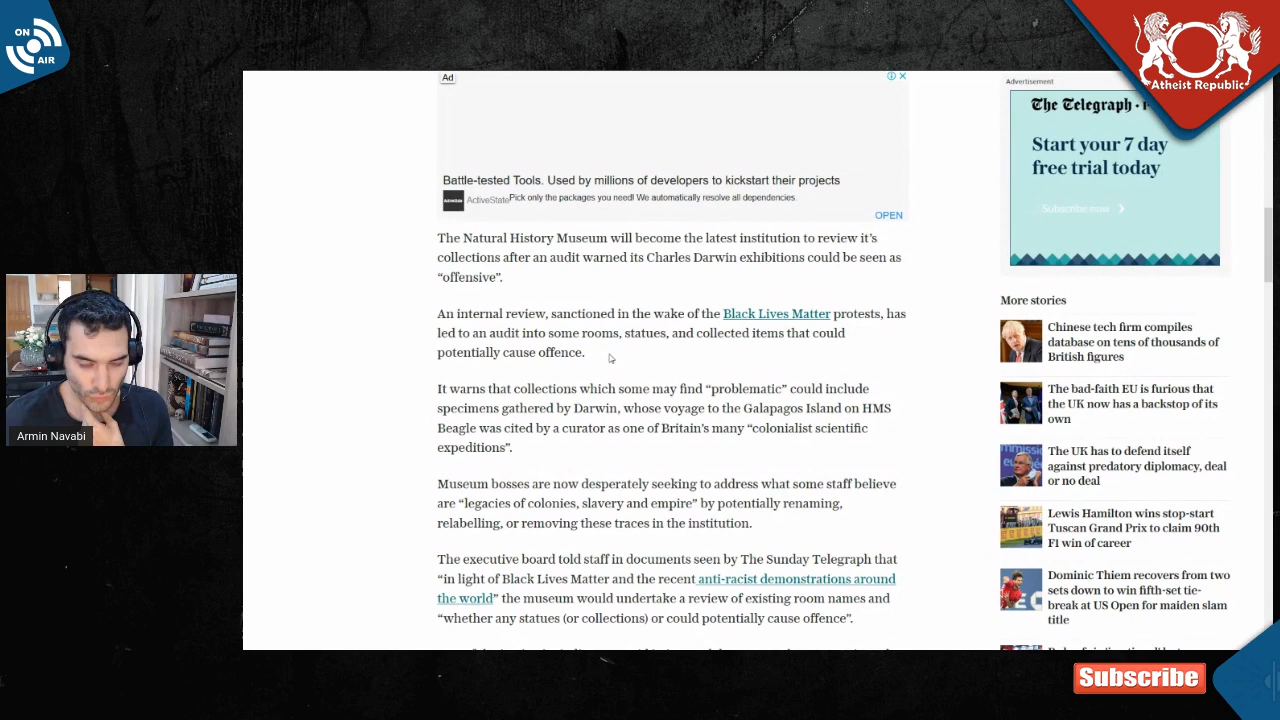 ON
AIR
Atheist Republic
Ad
Battle-tested Tools. Used by millions of developers to kickstart their projects
ActiveState Pick only the packages you need! We automatically resolve all dependencies.
OPEN
The Natural History Museum will become the latest institution to review it's
collections after an audit warned its Charles Darwin exhibitions could be seen as
“offensive”.
An internal review, sanctioned in the wake of the Black Lives Matter protests, has
led to an audit into some rooms, statues, and collected items that could
potentially cause offence.
It warns that collections which some may find “problematic” could include
specimens gathered by Darwin, whose voyage to the Galapagos Island on HMS
Beagle was cited by a curator as one of Britain's many “colonialist scientific
expeditions”.
Museum bosses are now desperately seeking to address what some staff believe
are “legacies of colonies, slavery and empire” by potentially renaming,
relabelling, or removing these traces in the institution.
The executive board told staff in documents seen by The Sunday Telegraph that
“in light of Black Lives Matter and the recent anti-racist demonstrations around
the world” the museum would undertake a review of existing room names and
“whether any statues (or collections) or could potentially cause offence”.
Advertisement
The Telegraph
Start your 7 day
free trial today
Subscribe now
More stories
Chinese tech firm compiles
database on tens of thousands of
British figures
The bad-faith EU is furious that
the UK now has a backstop of its
own
The UK has to defend itself
against predatory diplomacy, deal
or no deal
Lewis Hamilton wins stop-start
Tuscan Grand Prix to claim 90th
F1 win of career
Dominic Thiem recovers from two
sets down to win fifth-set tie-
break at US Open for maiden slam
title
Armin Navabi
Subscribe